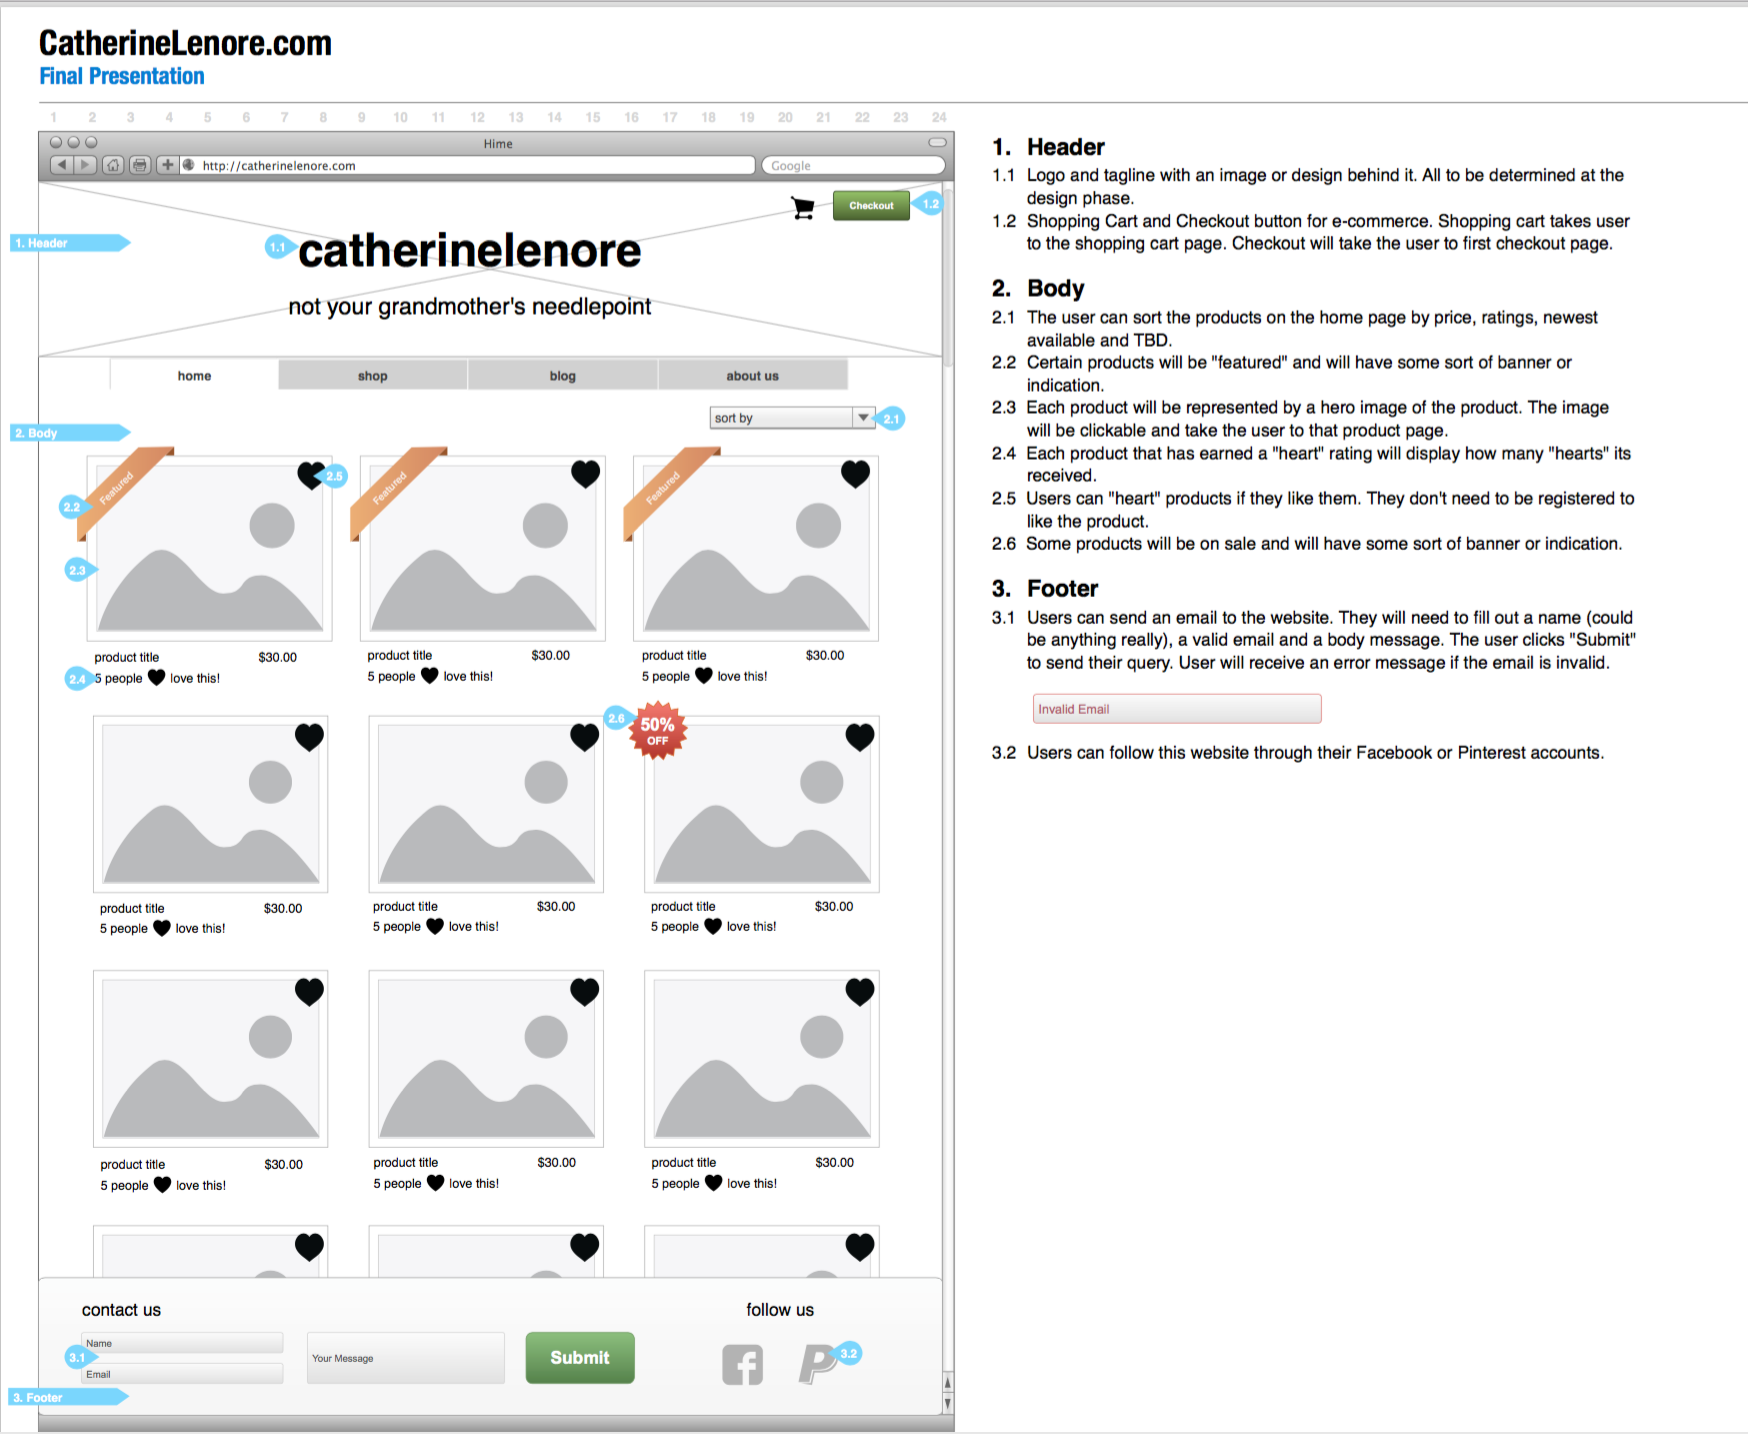 CatherineLenore.com
Final Presentation
1 2 3 4 5 6 7 8 9 10 11 12 13 14 15 16 17 18 19 20 21 22 23 24
Hime
http://catherinelenore.com
Google
Checkout
1.2
1. Header
1.1
catherinelenore
not your grandmother's needlepoint
home shop blog about us
sort by
2.1
2. Body
Featured Featured Featured
2.5
2.2
2.3
product title $30.00 product title $30.00 product title $30.00
2.4
5 people love this! 5 people love this! 5 people love this!
2.6
50%
OFF
product title $30.00 product title $30.00 product title $30.00
5 people love this! 5 people love this! 5 people love this!
product title $30.00 product title $30.00 product title $30.00
5 people love this! 5 people love this! 5 people love this!
contact us
follow us
Name
3.1
Email
Your Message
Submit
3.2
3. Footer
1. Header
1.1 Logo and tagline with an image or design behind it. All to be determined at the
design phase.
1.2 Shopping Cart and Checkout button for e-commerce. Shopping cart takes user
to the shopping cart page. Checkout will take the user to first checkout page.
2. Body
2.1 The user can sort the products on the home page by price, ratings, newest
available and TBD.
2.2 Certain products will be "featured" and will have some sort of banner or
indication.
2.3 Each product will be represented by a hero image of the product. The image
will be clickable and take the user to that product page.
2.4 Each product that has earned a "heart" rating will display how many "hearts" its
received.
2.5 Users can "heart" products if they like them. They don't need to be registered to
like the product.
2.6 Some products will be on sale and will have some sort of banner or indication.
3. Footer
3.1 Users can send an email to the website. They will need to fill out a name (could
be anything really), a valid email and a body message. The user clicks "Submit"
to send their query. User will receive an error message if the email is invalid.
Invalid Email
3.2 Users can follow this website through their Facebook or Pinterest accounts.